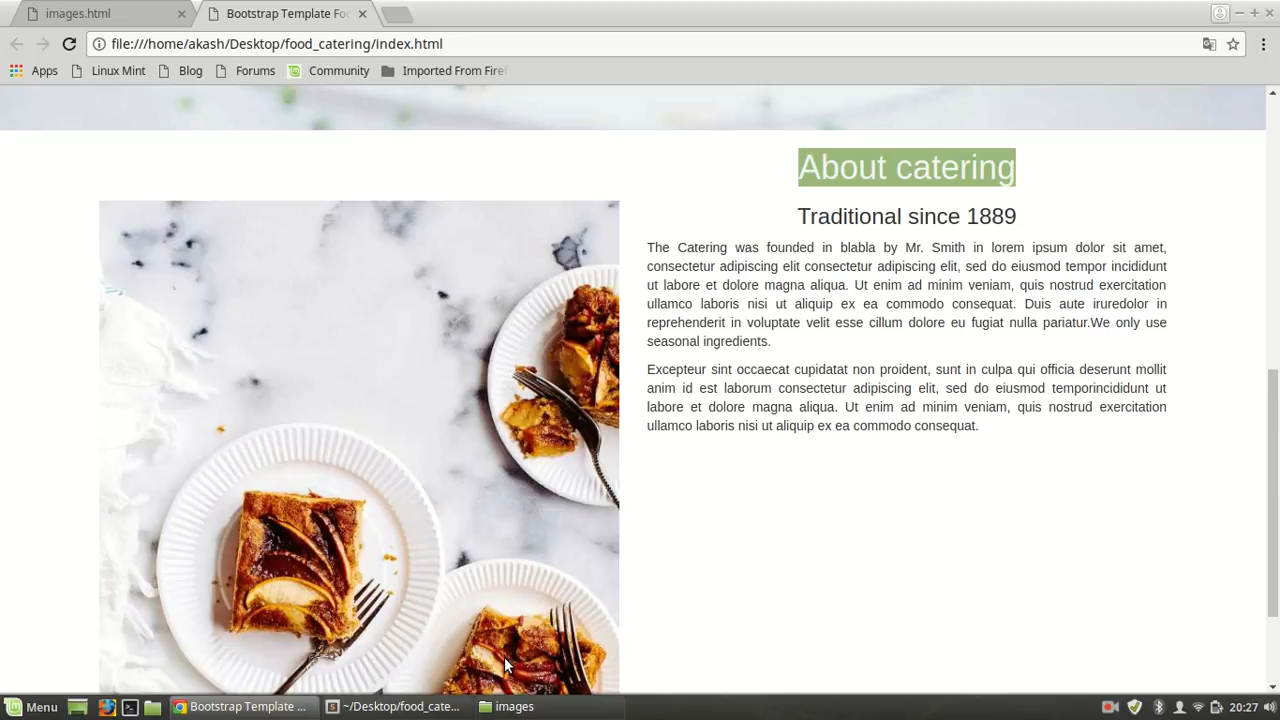 images.html
Bootstrap Template Fo
file:///home/akash/Desktop/food_catering/index.html
Apps
Linux Mint
Blog
Forums
Community
Imported From Firef
About catering
Traditional since 1889
The Catering was founded in blabla by Mr. Smith in lorem ipsum dolor sit amet,
consectetur adipiscing elit consectetur adipiscing elit, sed do eiusmod tempor incididunt
ut labore et dolore magna aliqua. Ut enim ad minim veniam, quis nostrud exercitation
ullamco laboris nisi ut aliquip ex ea commodo consequat. Duis aute iruredolor in
reprehenderit in voluptate velit esse cillum dolore eu fugiat nulla pariatur.We only use
seasonal ingredients.
Excepteur sint occaecat cupidatat non proident, sunt in culpa qui officia deserunt mollit
anim id est laborum consectetur adipiscing elit, sed do eiusmod temporincididunt ut
labore et dolore magna aliqua. Ut enim ad minim veniam, quis nostrud exercitation
ullamco laboris nisi ut aliquip ex ea commodo consequat.
Menu
Bootstrap Template ...
~/Desktop/food_cate...
images
20:27